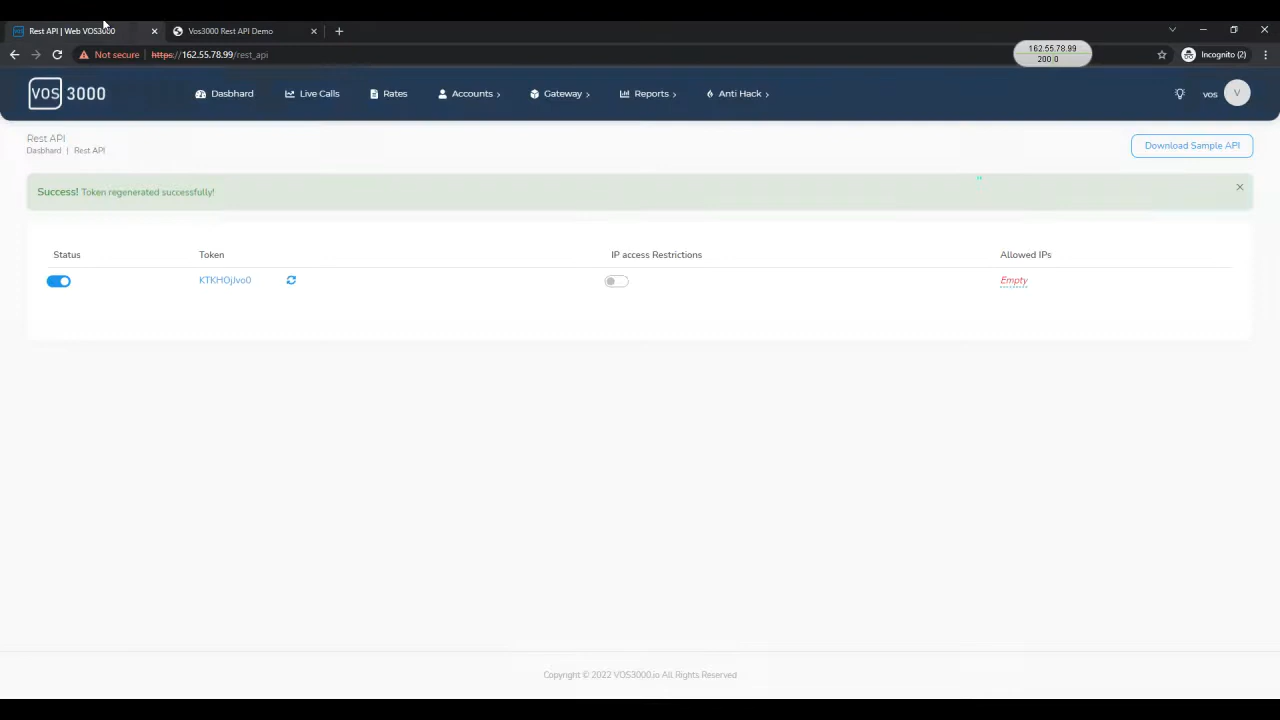 Rest API | Web VOS3000
Vos3000 Rest API Demo
Not secure
https://162.55.78.99/rest_api
162.55.78.99
200 0
Incognito (2)
VOS 3000
Dasbhard
Live Calls
Rates
Accounts
Gateway
Reports
Anti Hack
vos
V
Rest API
Dasbhard | Rest API
Download Sample API
Success! Token regenerated successfully!
Status
Token
IP access Restrictions
Allowed IPs
KTKHOjJvo0
Empty
Copyright © 2022 VOS3000.io All Rights Reserved